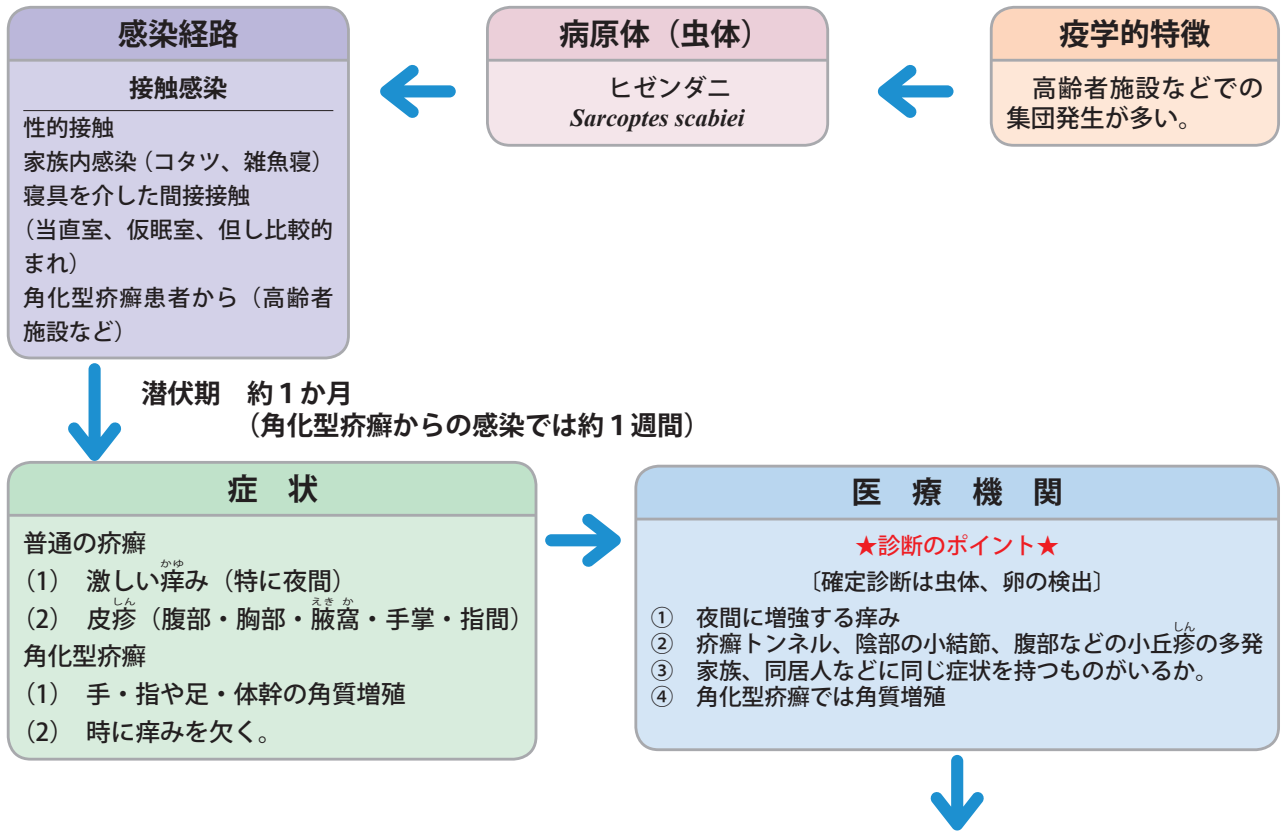 感染経路
接触感染
性的接触
家族内感染（コタツ、雑魚寝）
寝具を介した間接接触
（当直室、仮眠室、但し比較的
まれ）
角化型疥癬患者から（高齢者
施設など）
病原体（虫体）
ヒゼンダニ
Sarcoptes scabiei
疫学的特徴
高齢者施設などでの
集団発生が多い。
潜伏期　約１か月
（角化型疥癬からの感染では約１週間）
症　状
普通の疥癬
かゆ
(1)　激しい痒み（特に夜間）
しん　えき か
(2)　皮疹（腹部・胸部・腋窩・手掌・指間）
角化型疥癬
(1)　手・指や足・体幹の角質増殖
(2)　時に痒みを欠く。
医　療　機　関
★診断のポイント★
〔確定診断は虫体、卵の検出〕
①　夜間に増強する痒み
しん
②　疥癬トンネル、陰部の小結節、腹部などの小丘疹の多発
③　家族、同居人などに同じ症状を持つものがいるか。
④　角化型疥癬では角質増殖